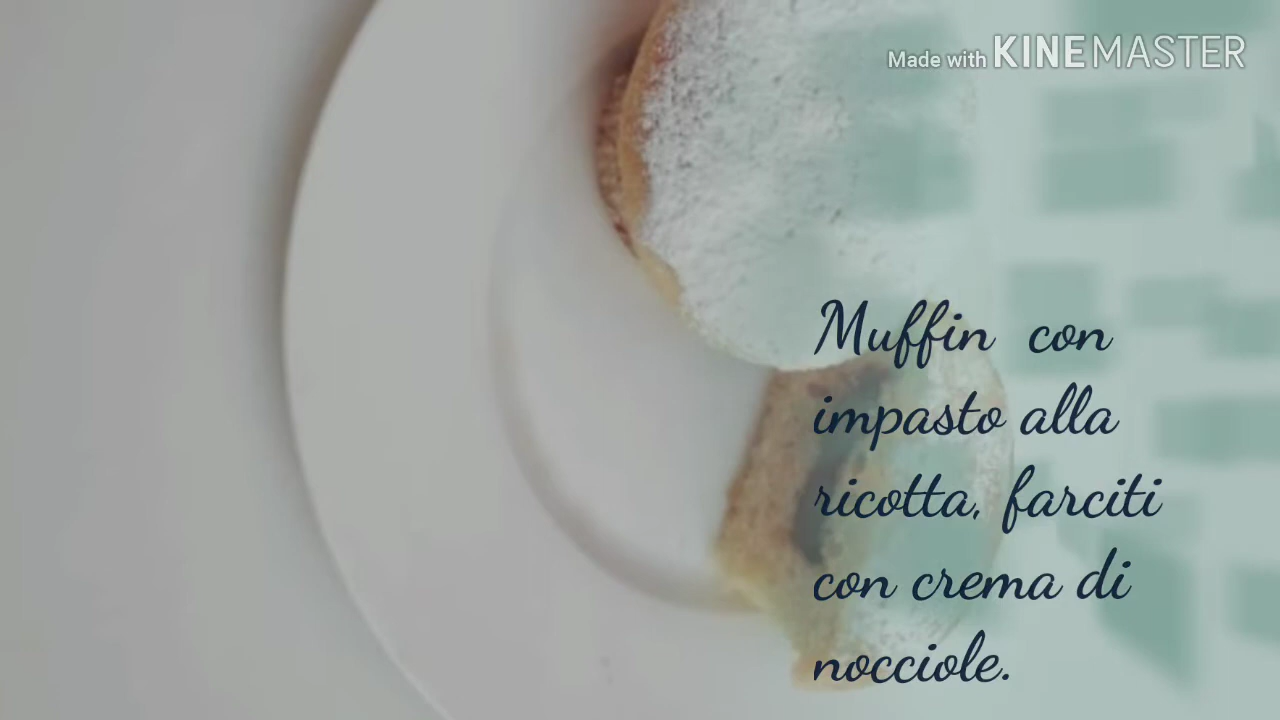 Made with KINEMASTER
Muffin con
impasto alla
ricotta, farciti
con crema di
nocciole.